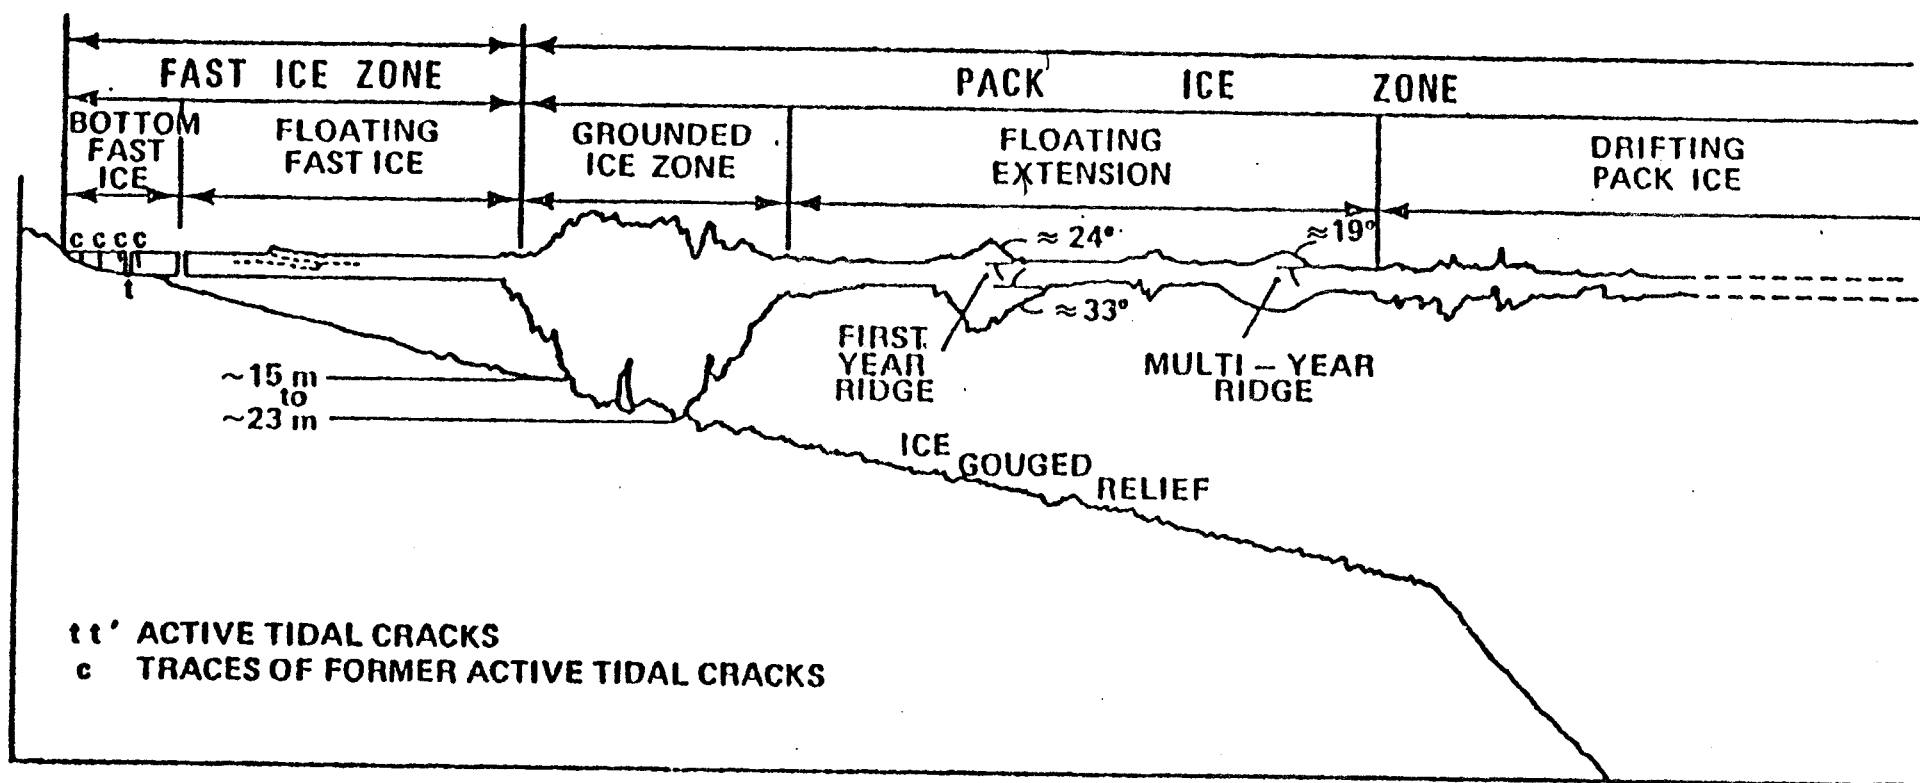 FAST ICE ZONE
PACK ICE ZONE
BOTTOM
FAST
ICE
FLOATING
FAST ICE
GROUNDED
ICE ZONE
FLOATING
EXTENSION
DRIFTING
PACK ICE
c c c c
t
≈ 24°
≈19°
≈ 33°
FIRST
YEAR
RIDGE
MULTI – YEAR
RIDGE
~15 m
to
~23 m
ICE
GOUGED
RELIEF
t t' ACTIVE TIDAL CRACKS
c TRACES OF FORMER ACTIVE TIDAL CRACKS